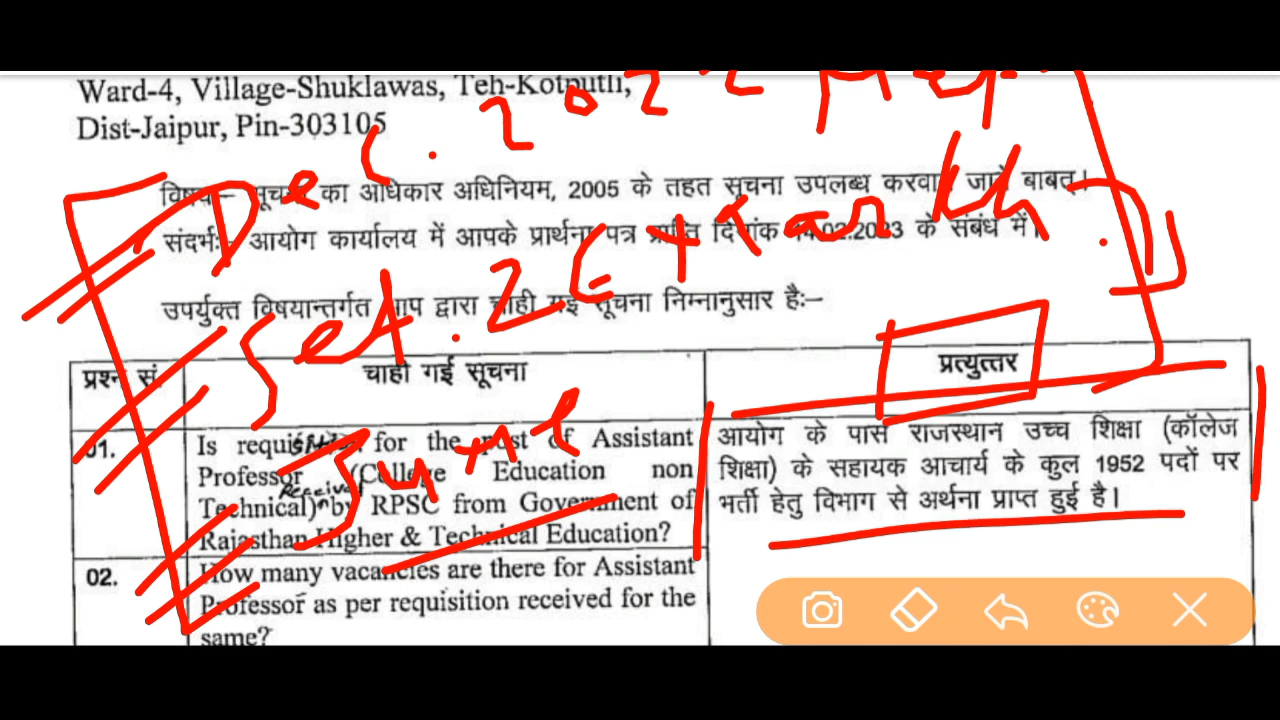 Ward-4, Village-Shuklawas, Teh-Kotputli,
Dist-Jaipur, Pin-303105
2022
Dec.
विषय:– सूचना का अधिकार अधिनियम, 2005 के तहत सूचना उपलब्ध करवाये जाने बाबत्।
संदर्भः– आयोग कार्यालय में आपके प्रार्थना पत्र प्राप्ति दिनांक 14.02.2023 के संबंध में।
Set. 2
उपर्युक्त विषयान्तर्गत आप द्वारा चाही गई सूचना निम्नानुसार हैः–
प्रश्न सं. चाही गई सूचना प्रत्युत्तर
01. Is requisition for the post of Assistant
Professor (College Education non
Technical) by RPSC from Government of
Rajasthan Higher & Technical Education?
received
June
आयोग के पास राजस्थान उच्च शिक्षा (कॉलेज
शिक्षा) के सहायक आचार्य के कुल 1952 पदों पर
भर्ती हेतु विभाग से अर्थना प्राप्त हुई है।
02. How many vacancies are there for Assistant
Professor as per requisition received for the
same?